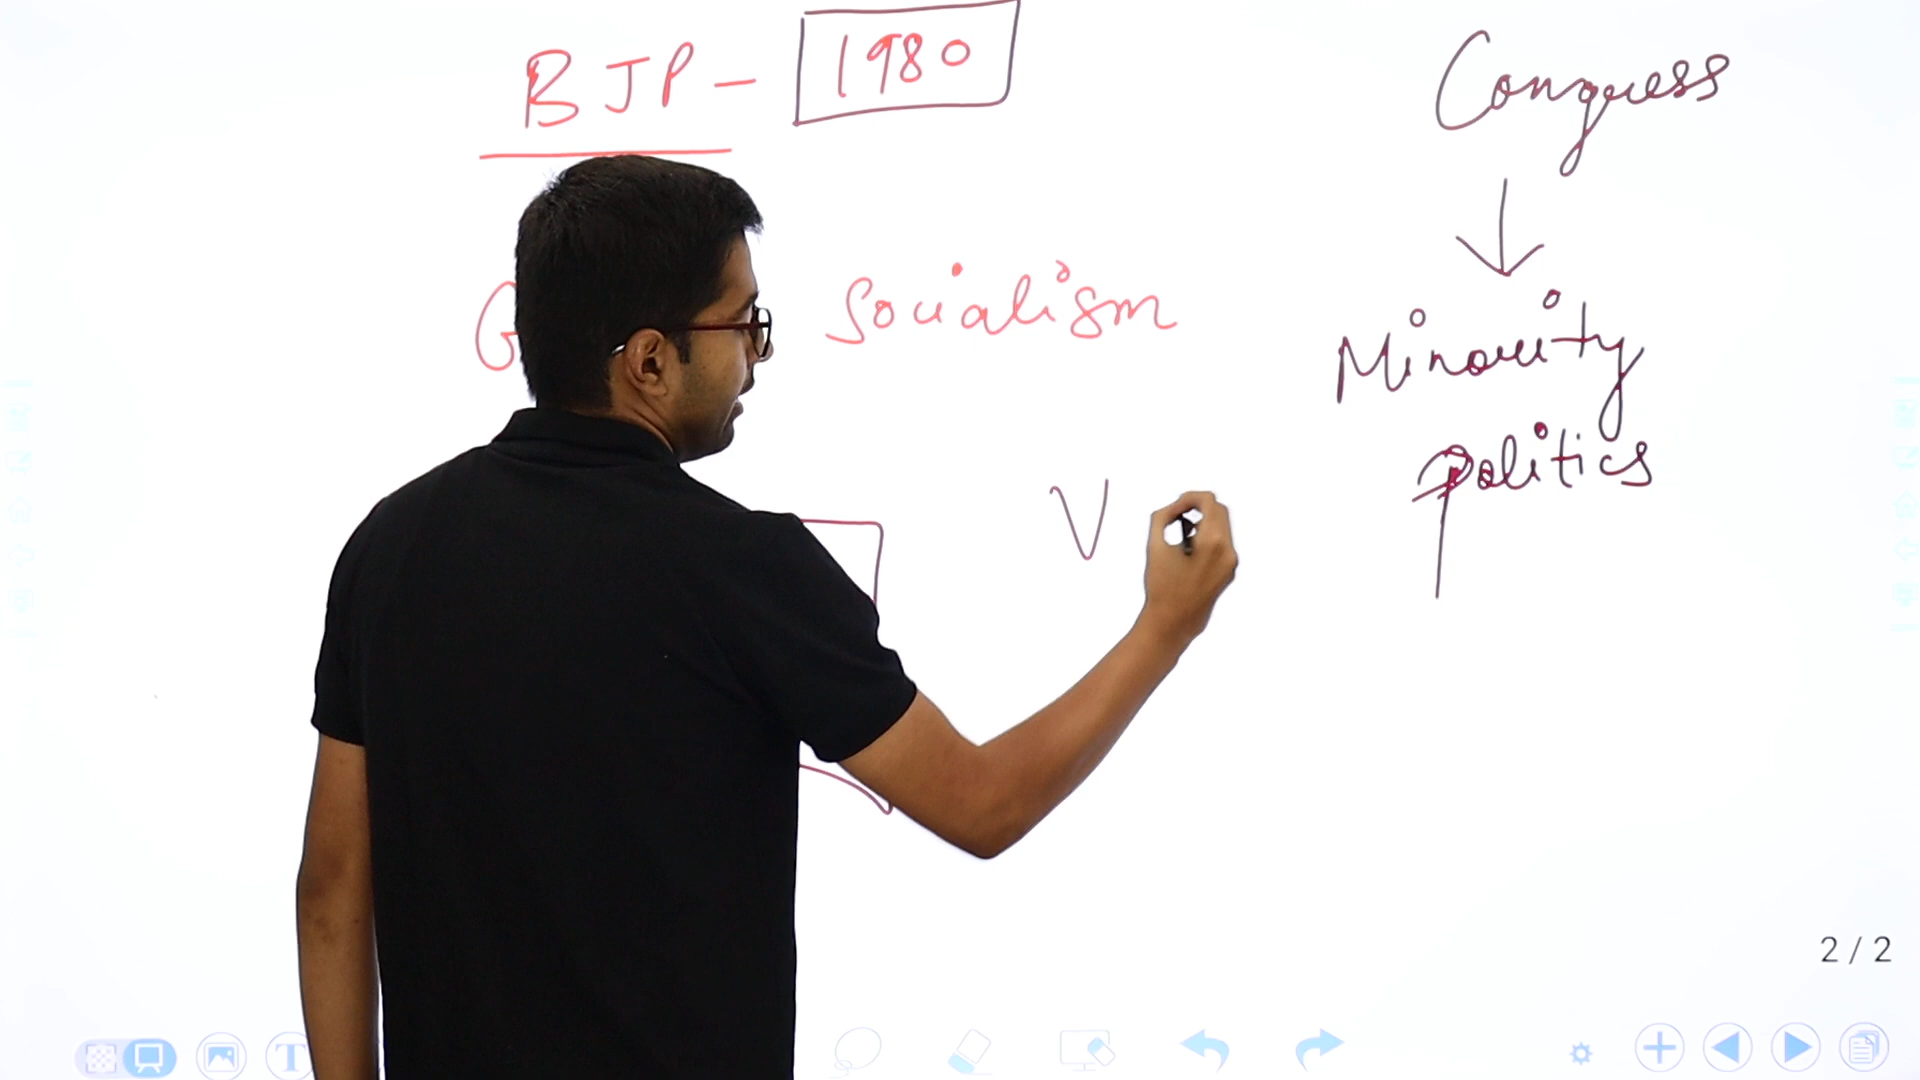 BJP - 1980
Socialism
V
Congress
Minority
politics
2 / 2